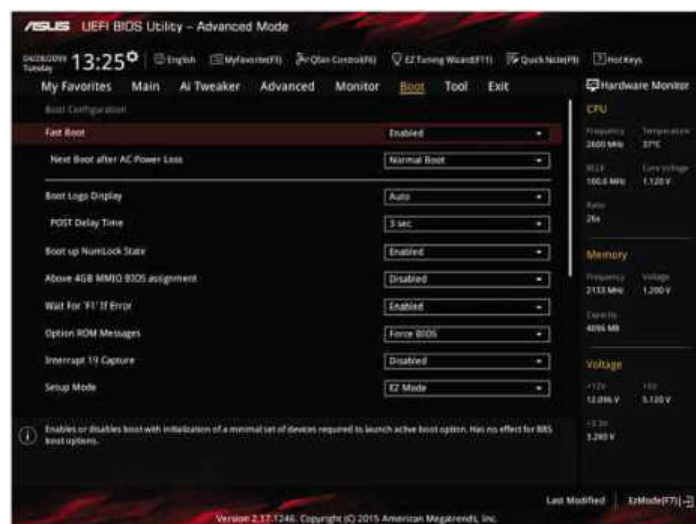 ASUS UEFI BIOS Utility – Advanced Mode
Tuesday 13:25 English MyFavorite(F3) Qfan Control(F6) EZ Tuning Wizard(F11) Quick Note(F9) Hot Keys
My Favorites Main Ai Tweaker Advanced Monitor Boot Tool Exit
Hardware Monitor
Boot Configuration
Fast Boot Enabled
Next Boot after AC Power Loss Normal Boot
Boot Logo Display Auto
POST Delay Time 3 sec
Boot up NumLock State Enabled
Above 4GB MMIO BIOS assignment Disabled
Wait For 'F1' If Error Enabled
Option ROM Messages Force BIOS
Interrupt 19 Capture Disabled
Setup Mode EZ Mode
Enables or disables boot with initialization of a minimal set of devices required to launch active boot option. Has no effect for BBS
boot options.
CPU
Frequency Temperature
2600 MHz 37°C
BCLK Core Voltage
100.0 MHz 1.120 V
Ratio
26x
Memory
Frequency Voltage
2133 MHz 1.200 V
Capacity
4096 MB
Voltage
+12V +5V
12.096 V 5.120 V
+3.3V
Last Modified EzMode(F7)
Version 2.17.1246. Copyright (C) 2015 American Megatrends, Inc.